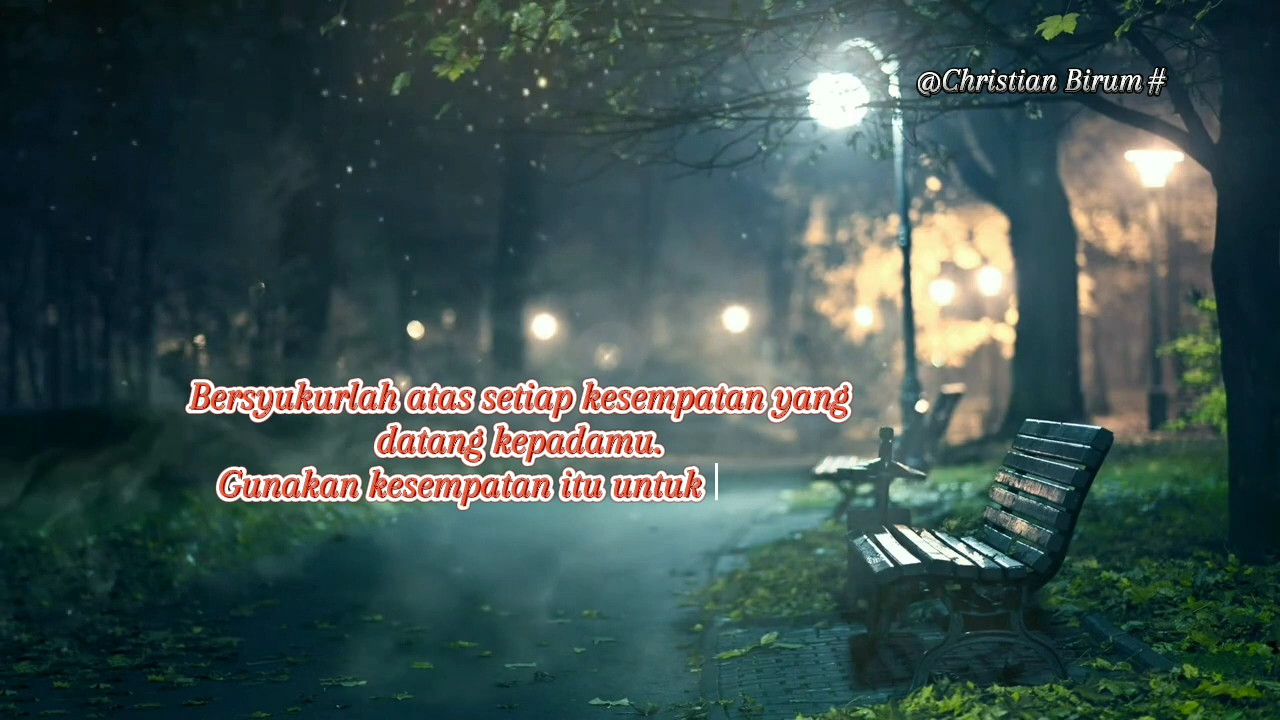 @Christian Birum #
Bersyukurlah atas setiap kesempatan yang
datang kepadamu.
Gunakan kesempatan itu untuk